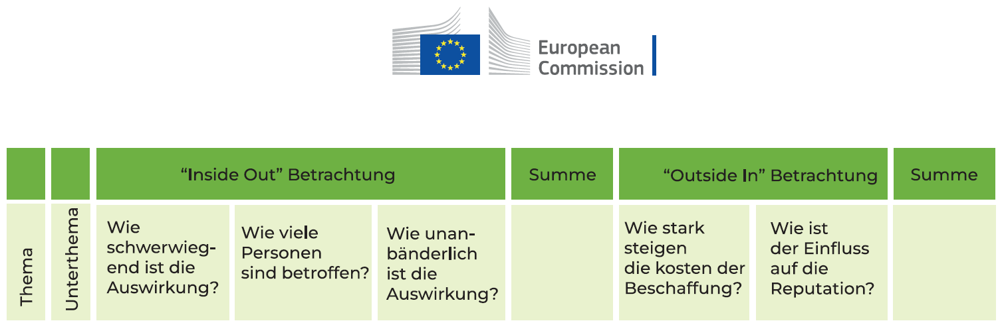 European
Commission
“Inside Out” Betrachtung
Summe
“Outside In” Betrachtung
Summe
Thema
Unterthema
Wie
schwerwieg-
end ist die
Auswirkung?
Wie viele
Personen
sind betroffen?
Wie unan-
bänderlich
ist die
Auswirkung?
Wie stark
steigen
die kosten der
Beschaffung?
Wie ist
der Einfluss
auf die
Reputation?